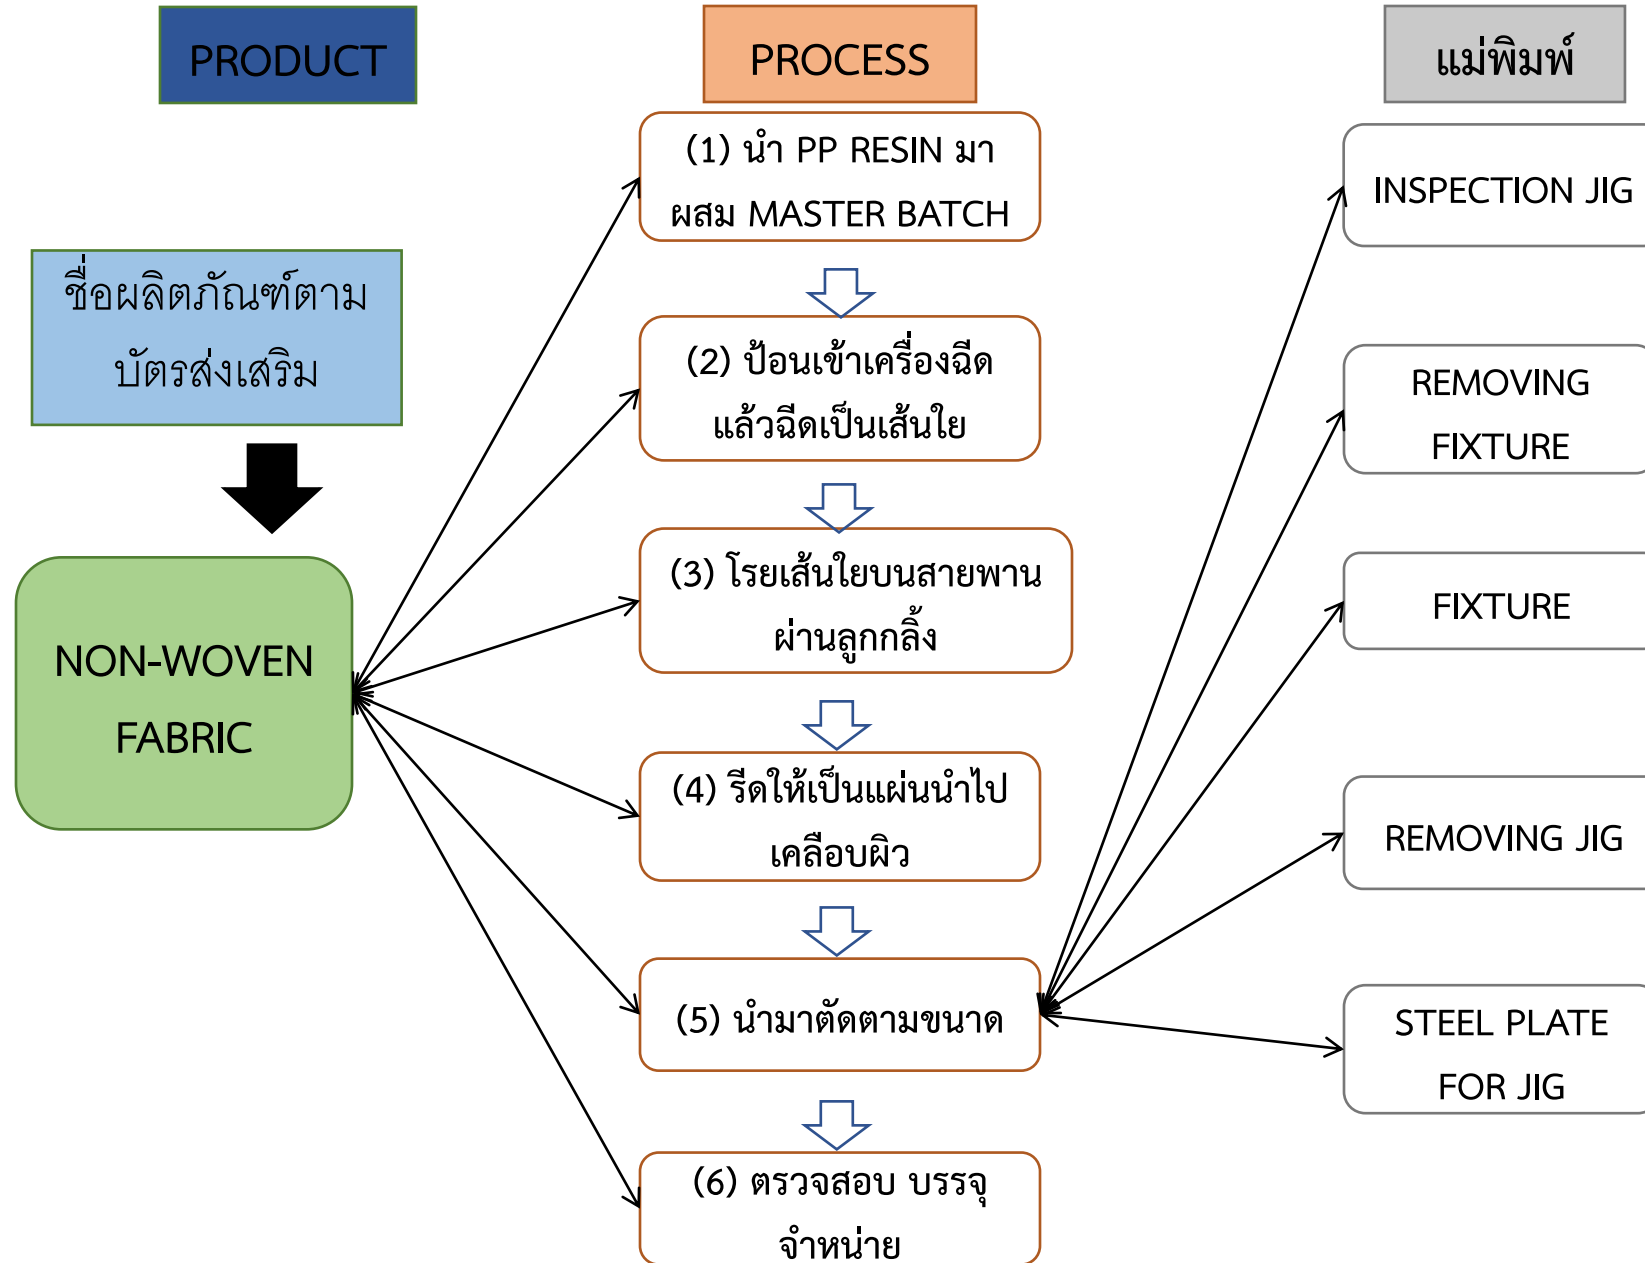 PRODUCT
PROCESS
แม่พิมพ์
ชื่อผลิตภัณฑ์ตาม
บัตรส่งเสริม
NON-WOVEN
FABRIC
(1) นำ PP RESIN มา
ผสม MASTER BATCH
(2) ป้อนเข้าเครื่องฉีด
แล้วฉีดเป็นเส้นใย
(3) โรยเส้นใยบนสายพาน
ผ่านลูกกลิ้ง
(4) รีดให้เป็นแผ่นนำไป
เคลือบผิว
(5) นำมาตัดตามขนาด
(6) ตรวจสอบ บรรจุ
จำหน่าย
INSPECTION JIG
REMOVING
FIXTURE
FIXTURE
REMOVING JIG
STEEL PLATE
FOR JIG